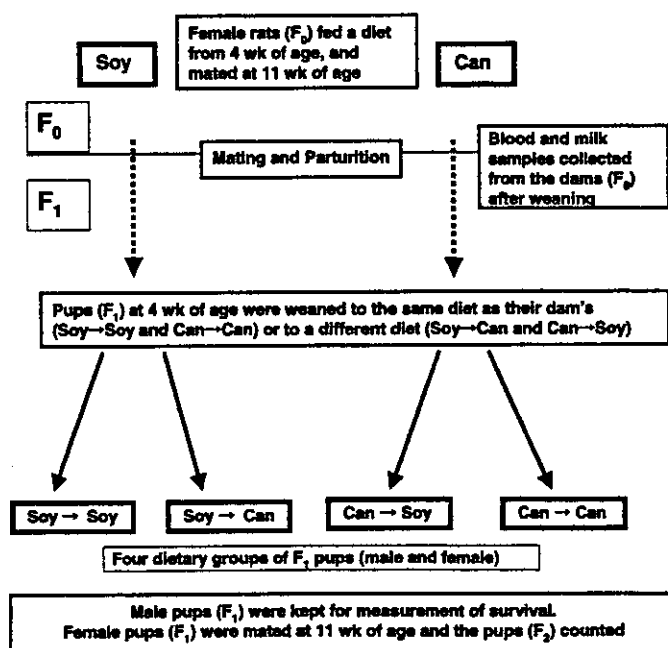 Soy
Female rats (F₀) fed a diet
from 4 wk of age, and
mated at 11 wk of age
Can
F₀
Mating and Parturition
Blood and milk
samples collected
from the dams (F₀)
after weaning
F₁
Pups (F₁) at 4 wk of age were weaned to the same diet as their dam's
(Soy→Soy and Can→Can) or to a different diet (Soy→Can and Can→Soy)
Soy → Soy
Soy → Can
Can → Soy
Can → Can
Four dietary groups of F₁ pups (male and female)
Male pups (F₁) were kept for measurement of survival.
Female pups (F₁) were mated at 11 wk of age and the pups (F₂) counted